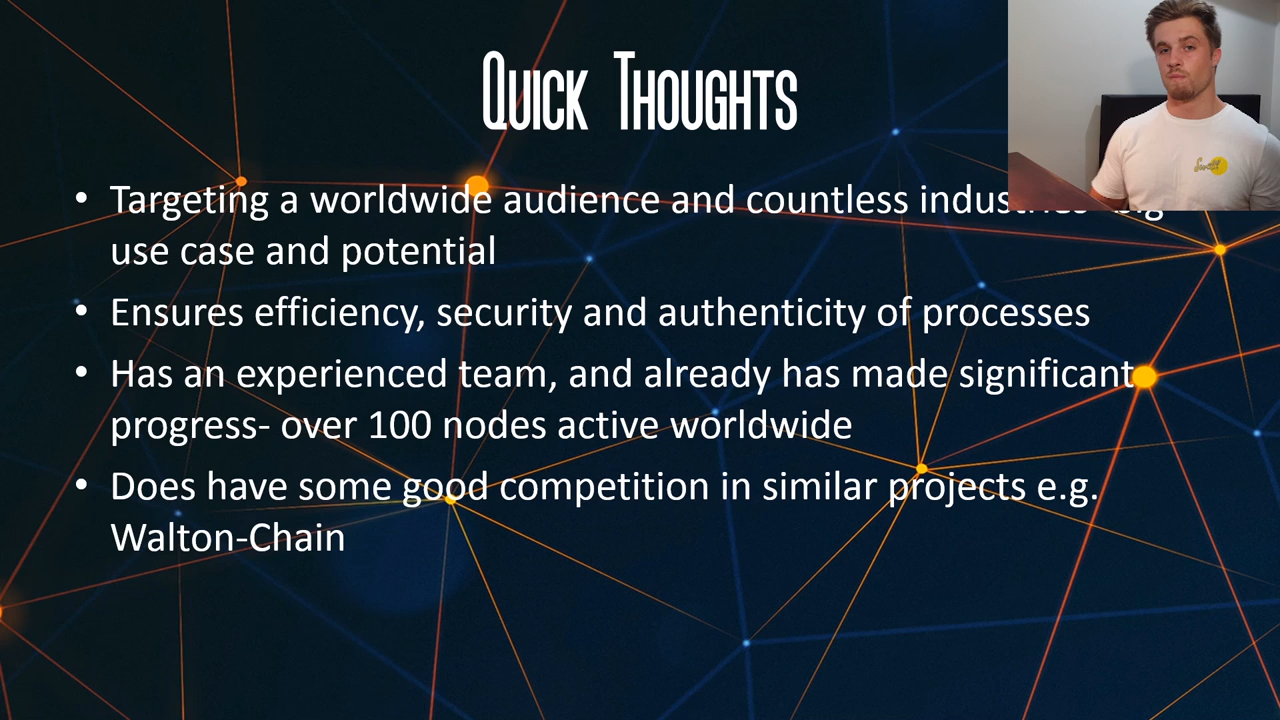 Quick Thoughts
• Targeting a worldwide audience and countless industries- big
use case and potential
• Ensures efficiency, security and authenticity of processes
• Has an experienced team, and already has made significant
progress- over 100 nodes active worldwide
• Does have some good competition in similar projects e.g.
Walton-Chain